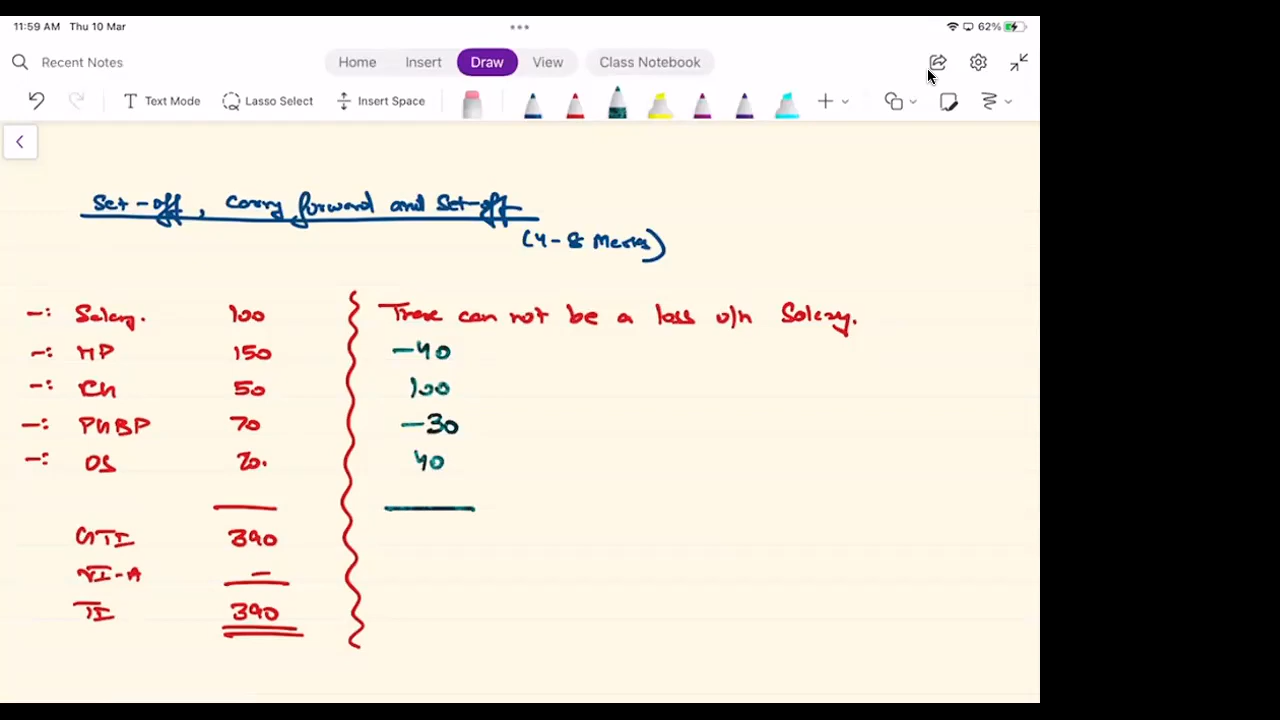 11:59 AM Thu 10 Mar 62%
Recent Notes Home Insert Draw View Class Notebook
Text Mode Lasso Select Insert Space
Set-off, Carry forward and Set-off
(4-8 Marks)
-: Salary. 100 There can not be a loss u/h Salary.
-: HP 150 -40
-: CG 50 100
-: PGBP 70 -30
-: OS 20. 40
GTI 390
VI-A -
TI 390